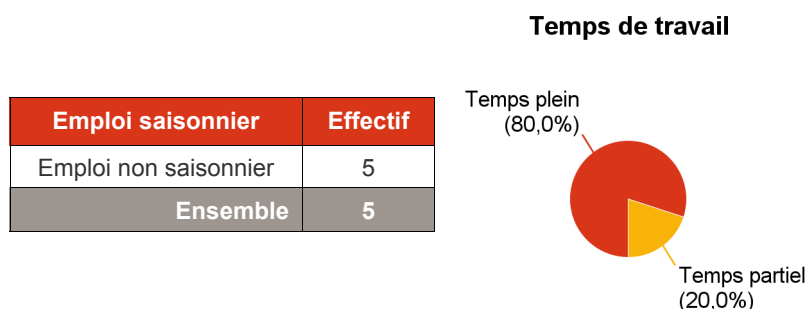 Temps de travail
Emploi saisonnier Effectif
Emploi non saisonnier 5
Ensemble 5
Temps plein
(80,0%)
Temps partiel
(20,0%)